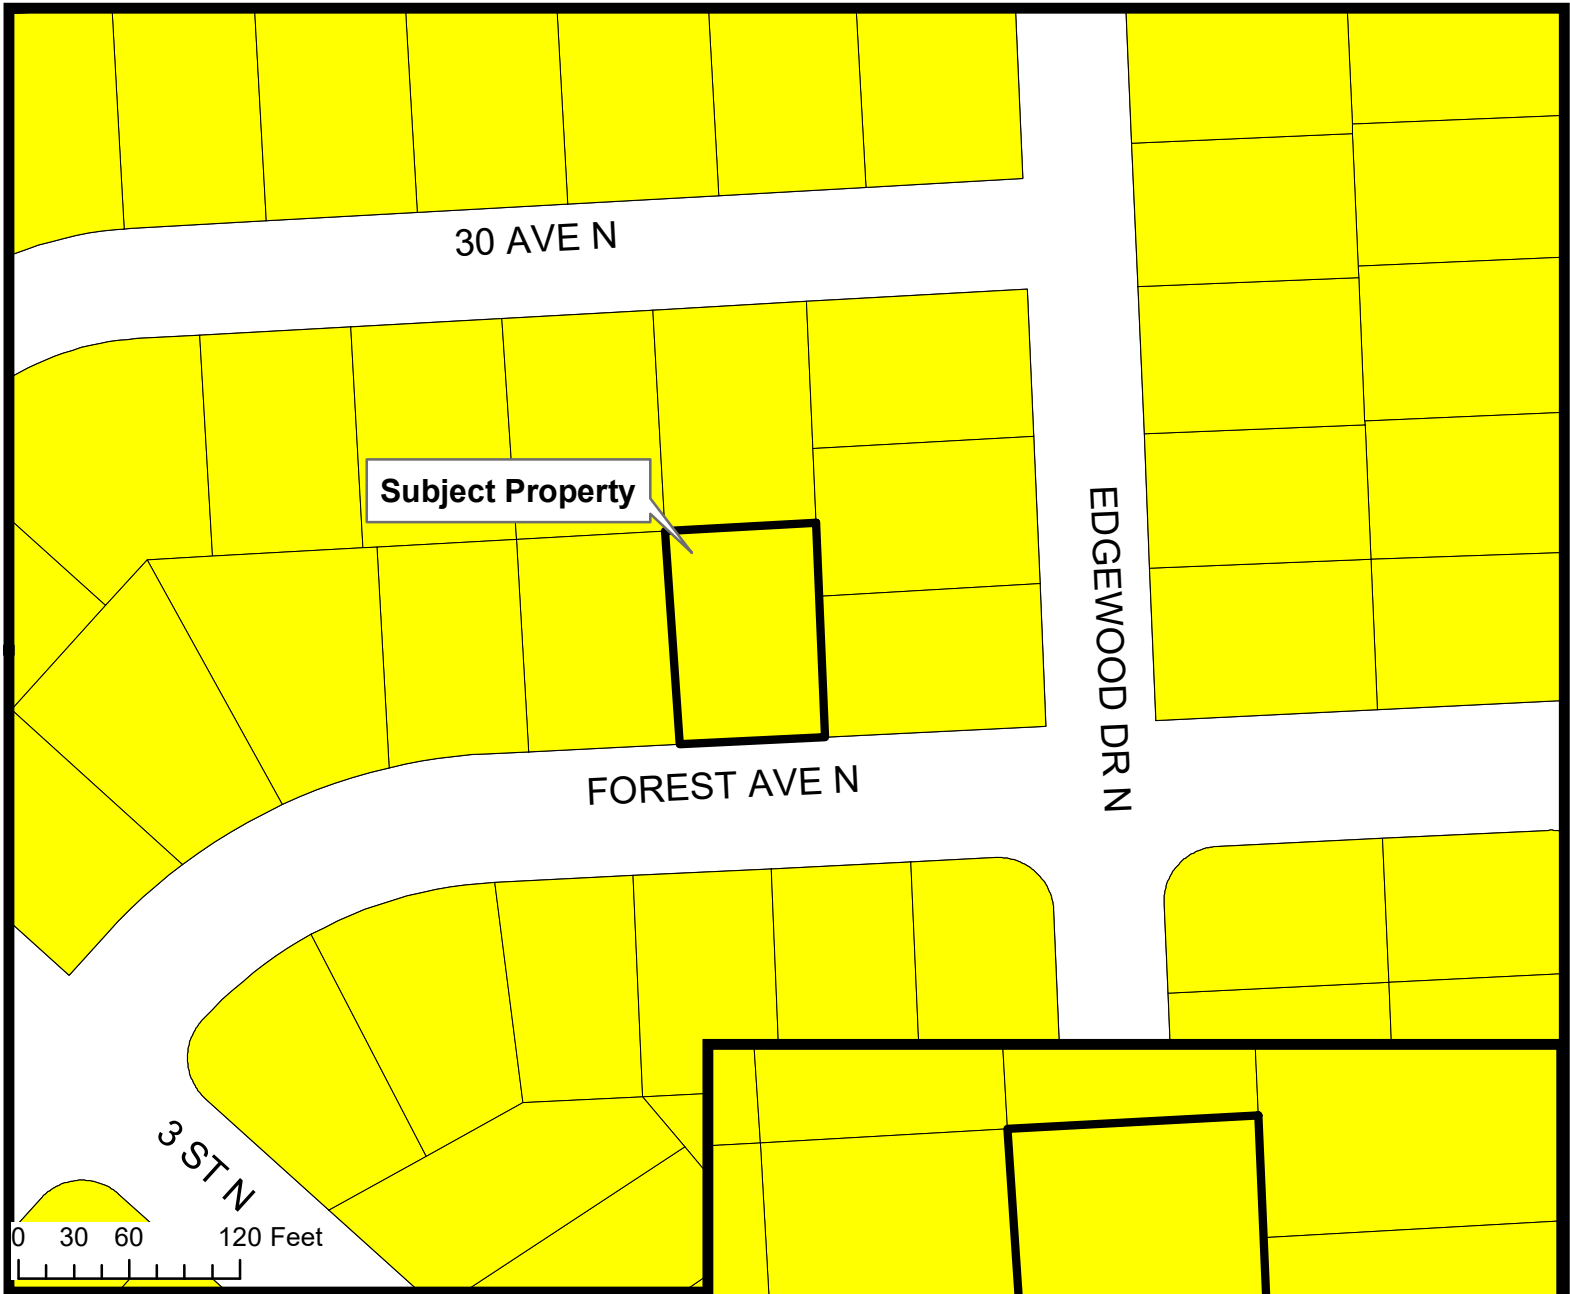 30 AVE N
Subject Property
EDGEWOOD DR N
FOREST AVE N
3 ST N
0 30 60 120 Feet